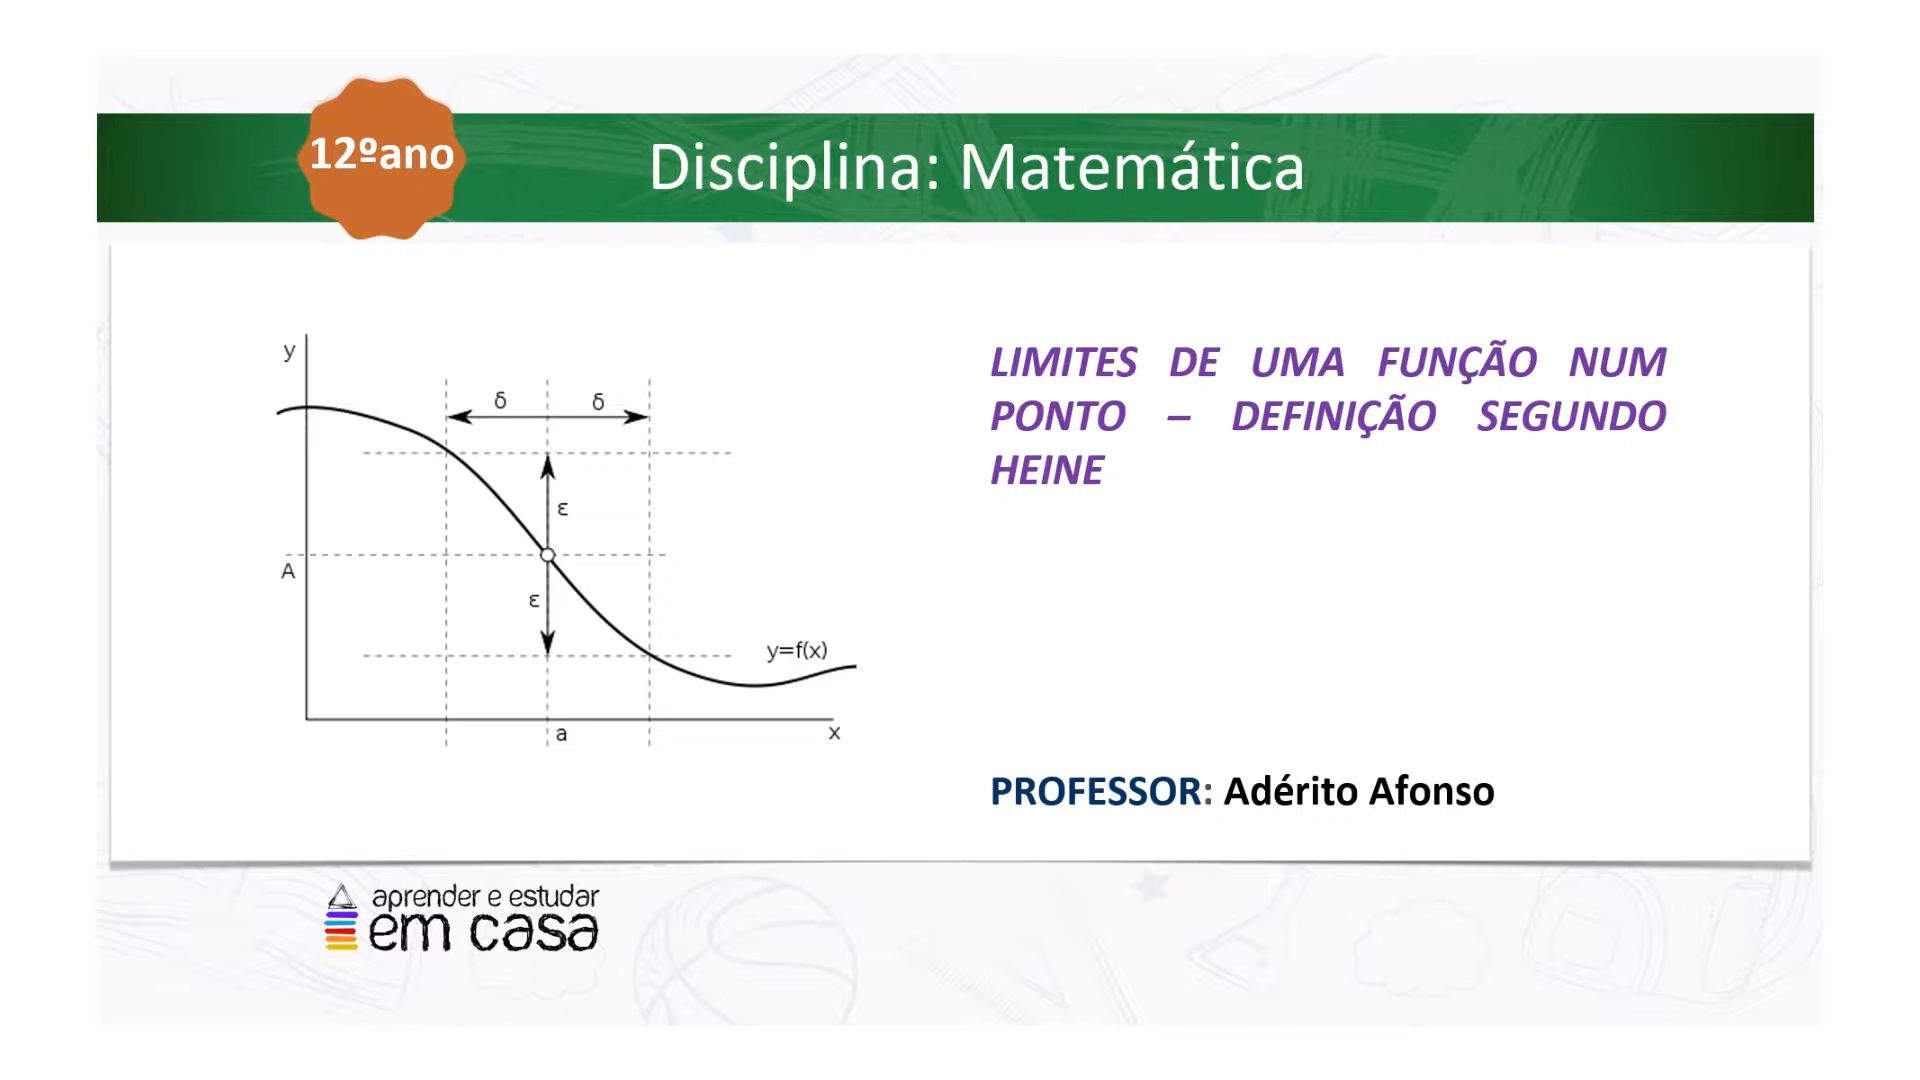 12ºano
Disciplina: Matemática
y
δ
δ
ε
A
ε
y=f(x)
a
x
LIMITES DE UMA FUNÇÃO NUM
PONTO – DEFINIÇÃO SEGUNDO
HEINE
PROFESSOR: Adérito Afonso
aprender e estudar
em casa